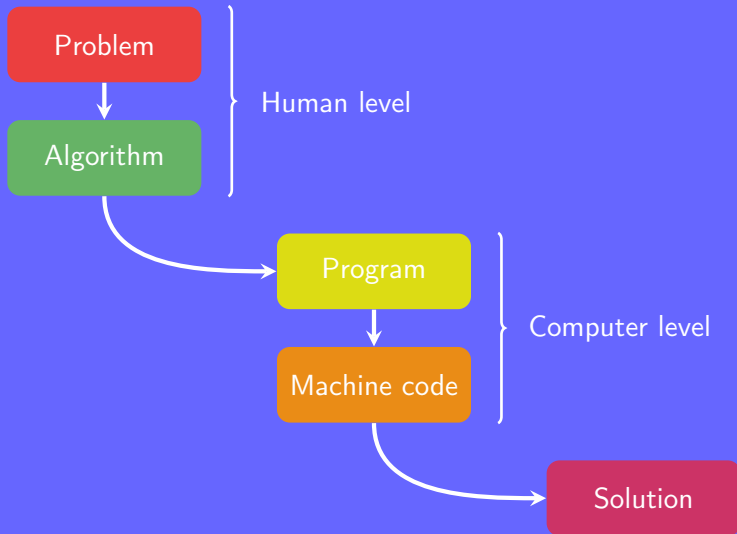 Problem
Human level
Algorithm
Program
Computer level
Machine code
Solution